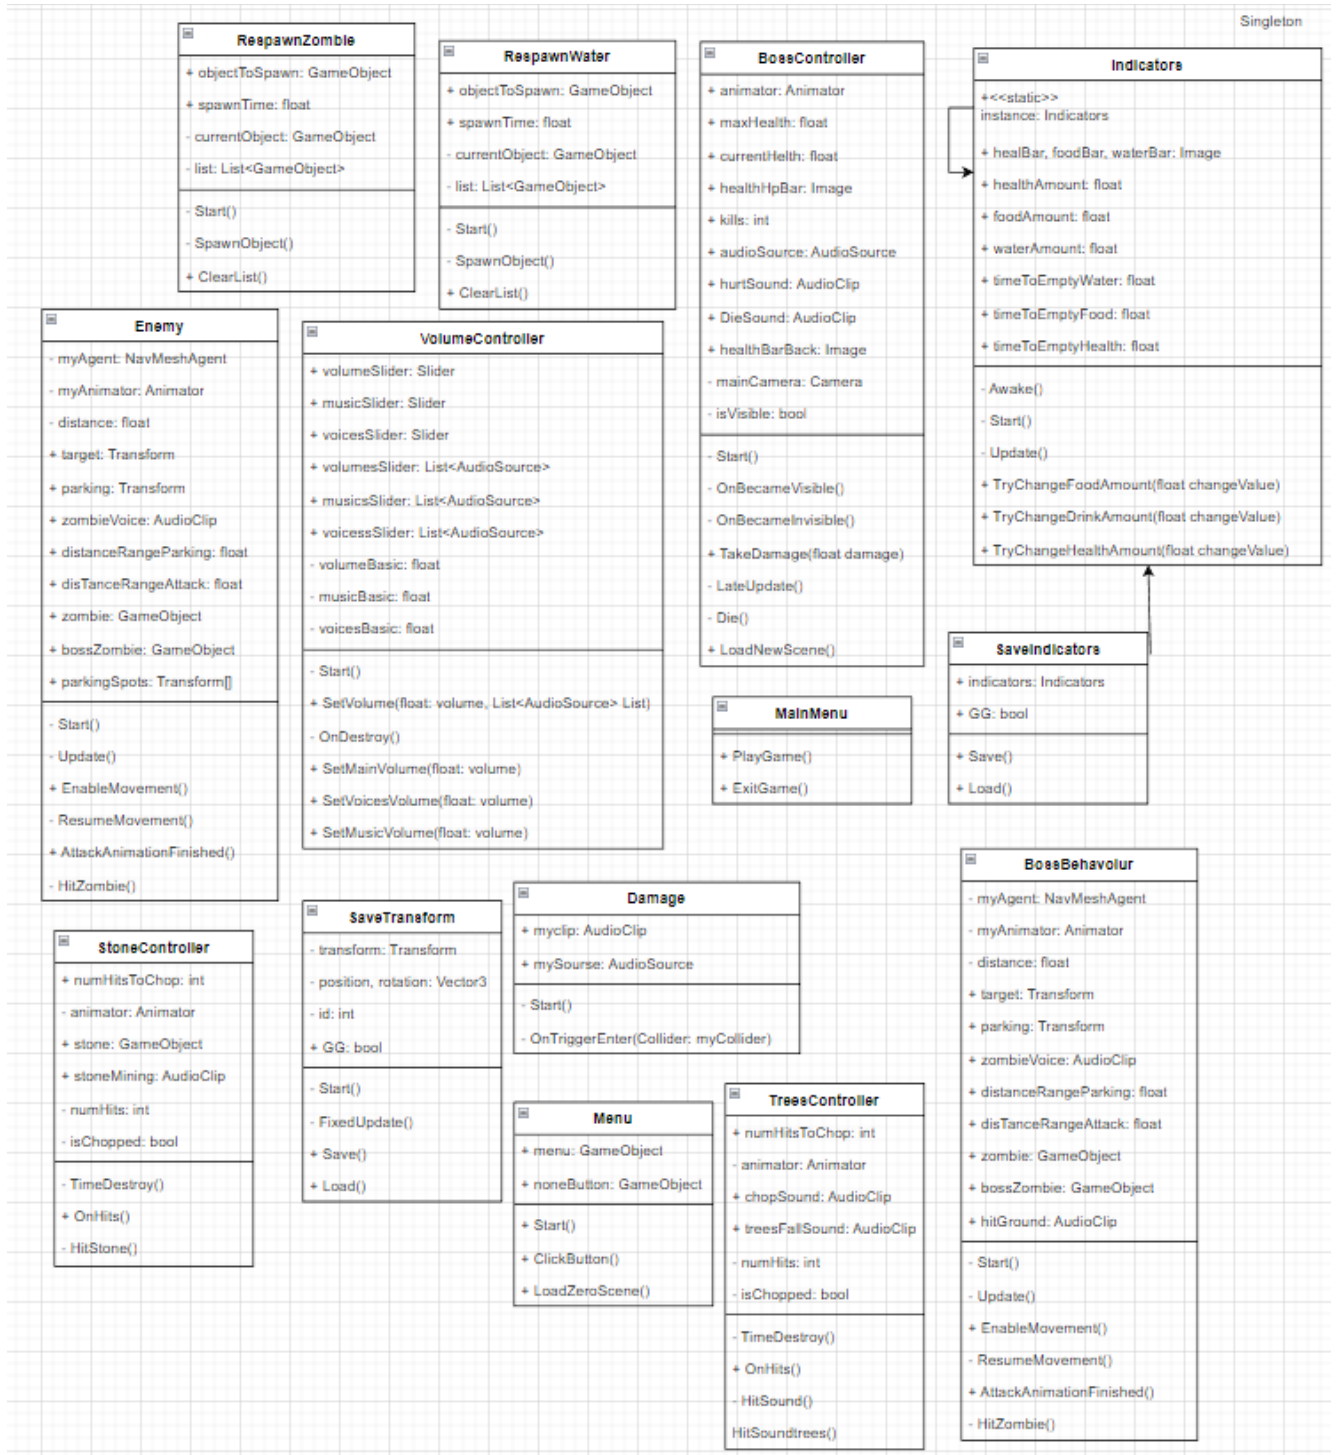 Singleton
RespawnZombie
+ objectToSpawn: GameObject
+ spawnTime: float
- currentObject: GameObject
- list: List<GameObject>
- Start()
- SpawnObject()
+ ClearList()
RespawnWater
+ objectToSpawn: GameObject
+ spawnTime: float
- currentObject: GameObject
- list: List<GameObject>
- Start()
- SpawnObject()
+ ClearList()
BossController
+ animator: Animator
+ maxHealth: float
+ currentHelth: float
+ healthHpBar: Image
+ kills: int
+ audioSource: AudioSource
+ hurtSound: AudioClip
+ DieSound: AudioClip
+ healthBarBack: Image
- mainCamera: Camera
- isVisible: bool
- Start()
- OnBecameVisible()
- OnBecameInvisible()
+ TakeDamage(float damage)
- LateUpdate()
- Die()
+ LoadNewScene()
Indicators
+<<static>>
instance: Indicators
+ healBar, foodBar, waterBar: Image
+ healthAmount: float
+ foodAmount: float
+ waterAmount: float
+ timeToEmptyWater: float
+ timeToEmptyFood: float
+ timeToEmptyHealth: float
- Awake()
- Start()
- Update()
+ TryChangeFoodAmount(float changeValue)
+ TryChangeDrinkAmount(float changeValue)
+ TryChangeHealthAmount(float changeValue)
Enemy
- myAgent: NavMeshAgent
- myAnimator: Animator
- distance: float
+ target: Transform
+ parking: Transform
+ zombieVoice: AudioClip
+ distanceRangeParking: float
+ disTanceRangeAttack: float
+ zombie: GameObject
+ bossZombie: GameObject
+ parkingSpots: Transform[]
- Start()
- Update()
+ EnableMovement()
- ResumeMovement()
+ AttackAnimationFinished()
- HitZombie()
VolumeController
+ volumeSlider: Slider
+ musicSlider: Slider
+ voicesSlider: Slider
+ volumesSlider: List<AudioSource>
+ musicsSlider: List<AudioSource>
+ voicessSlider: List<AudioSource>
- volumeBasic: float
- musicBasic: float
- voicesBasic: float
- Start()
+ SetVolume(float: volume, List<AudioSource> List)
- OnDestroy()
+ SetMainVolume(float: volume)
+ SetVoicesVolume(float: volume)
+ SetMusicVolume(float: volume)
MainMenu
+ PlayGame()
+ ExitGame()
SaveIndicators
+ indicators: Indicators
+ GG: bool
+ Save()
+ Load()
StoneController
+ numHitsToChop: int
- animator: Animator
+ stone: GameObject
+ stoneMining: AudioClip
- numHits: int
- isChopped: bool
- TimeDestroy()
+ OnHits()
- HitStone()
SaveTransform
- transform: Transform
- position, rotation: Vector3
- id: int
+ GG: bool
- Start()
- FixedUpdate()
+ Save()
+ Load()
Damage
+ myclip: AudioClip
+ mySourse: AudioSource
- Start()
- OnTriggerEnter(Collider: myCollider)
Menu
+ menu: GameObject
+ noneButton: GameObject
+ Start()
+ ClickButton()
+ LoadZeroScene()
TreesController
+ numHitsToChop: int
- animator: Animator
+ chopSound: AudioClip
+ treesFallSound: AudioClip
- numHits: int
- isChopped: bool
- TimeDestroy()
+ OnHits()
- HitSound()
HitSoundtrees()
BossBehavoiur
- myAgent: NavMeshAgent
- myAnimator: Animator
- distance: float
+ target: Transform
+ parking: Transform
+ zombieVoice: AudioClip
+ distanceRangeParking: float
+ disTanceRangeAttack: float
+ zombie: GameObject
+ bossZombie: GameObject
+ hitGround: AudioClip
- Start()
- Update()
+ EnableMovement()
- ResumeMovement()
+ AttackAnimationFinished()
- HitZombie()